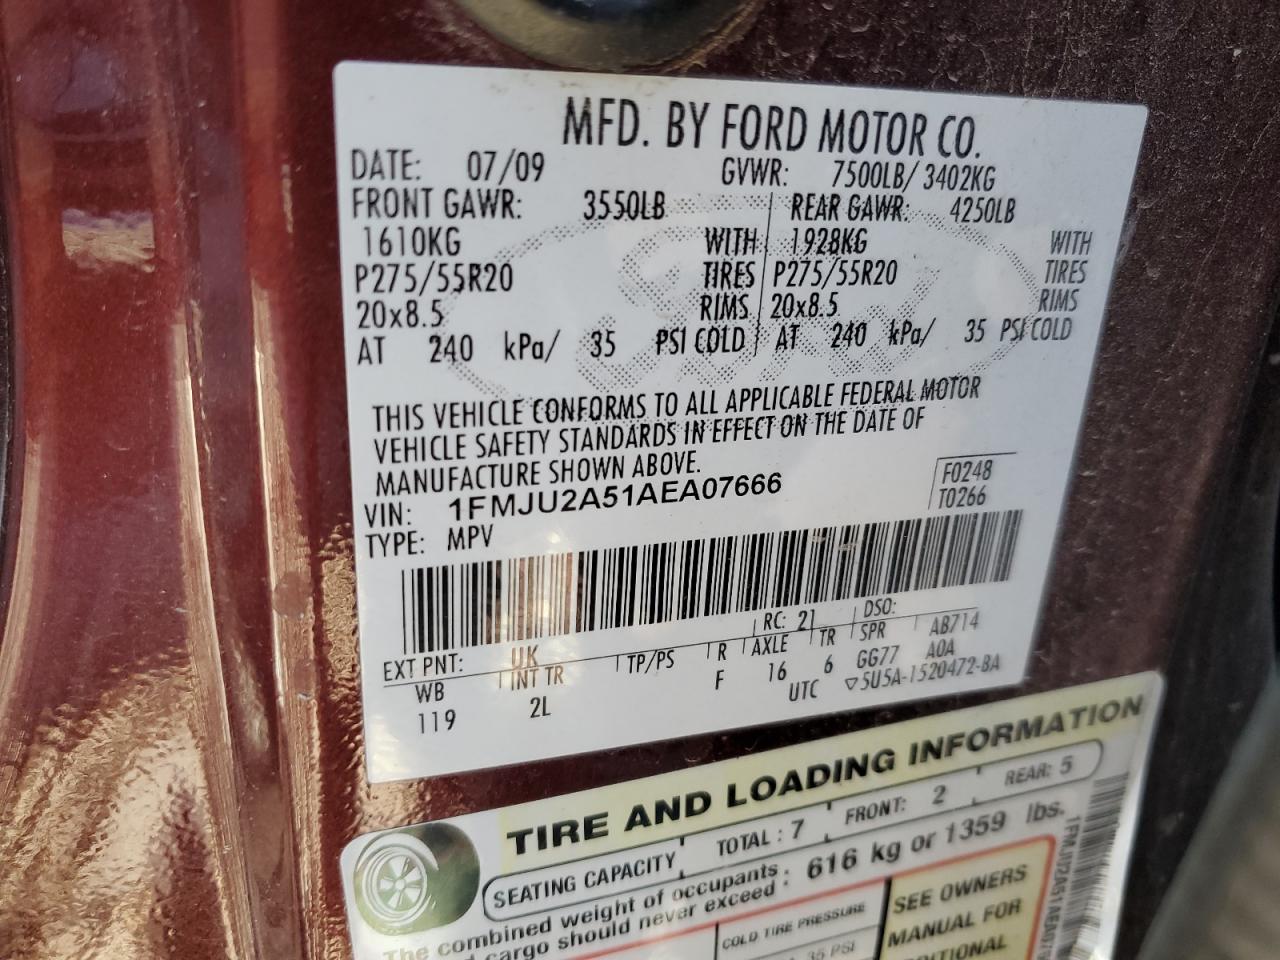 MFD. BY FORD MOTOR CO.
DATE: 07/09 GVWR: 7500LB/ 3402KG
FRONT GAWR: 3550LB REAR GAWR: 4250LB
1610KG WITH 1928KG WITH
P275/55R20 TIRES P275/55R20 TIRES
20x8.5 RIMS 20x8.5 RIMS
AT 240 kPa/ 35 PSI COLD AT 240 kPa/ 35 PSI COLD
THIS VEHICLE CONFORMS TO ALL APPLICABLE FEDERAL MOTOR
VEHICLE SAFETY STANDARDS IN EFFECT ON THE DATE OF
MANUFACTURE SHOWN ABOVE.
VIN: 1FMJU2A51AEA07666 F0248
TYPE: MPV T0266
EXT PNT: UK RC: 21 DSO:
WB INT TR TP/PS R AXLE TR SPR AB714
119 2L F 16 6 GG77 A0A
UTC ▽5U5A-1520472-BA
TIRE AND LOADING INFORMATION
SEATING CAPACITY TOTAL : 7 FRONT: 2 REAR: 5
The combined weight of occupants : 616 kg or 1359 lbs.
cargo should never exceed
COLD TIRE PRESSURE SEE OWNERS
35 PSI MANUAL FOR